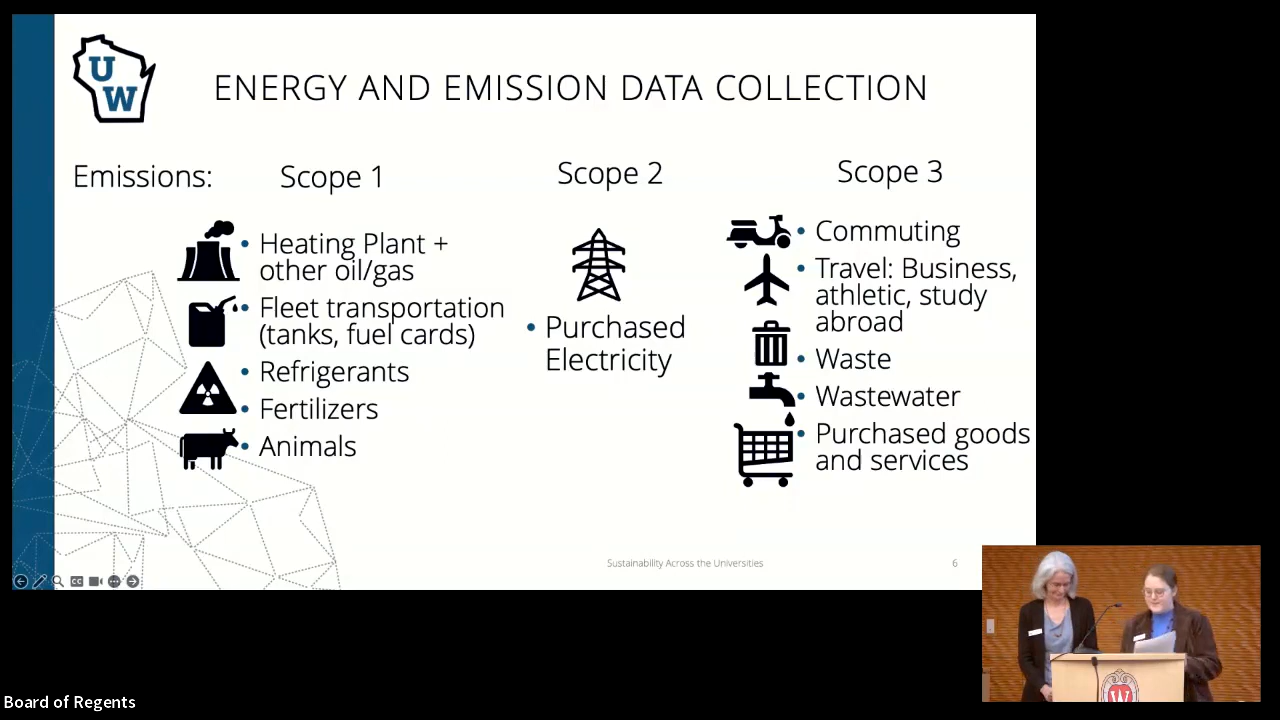 U
W
ENERGY AND EMISSION DATA COLLECTION
Emissions:
Scope 1
• Heating Plant +
other oil/gas
• Fleet transportation
(tanks, fuel cards)
• Refrigerants
• Fertilizers
• Animals
Scope 2
• Purchased
Electricity
Scope 3
• Commuting
• Travel: Business,
athletic, study
abroad
• Waste
• Wastewater
• Purchased goods
and services
Sustainability Across the Universities
6
CC
W
Board of Regents